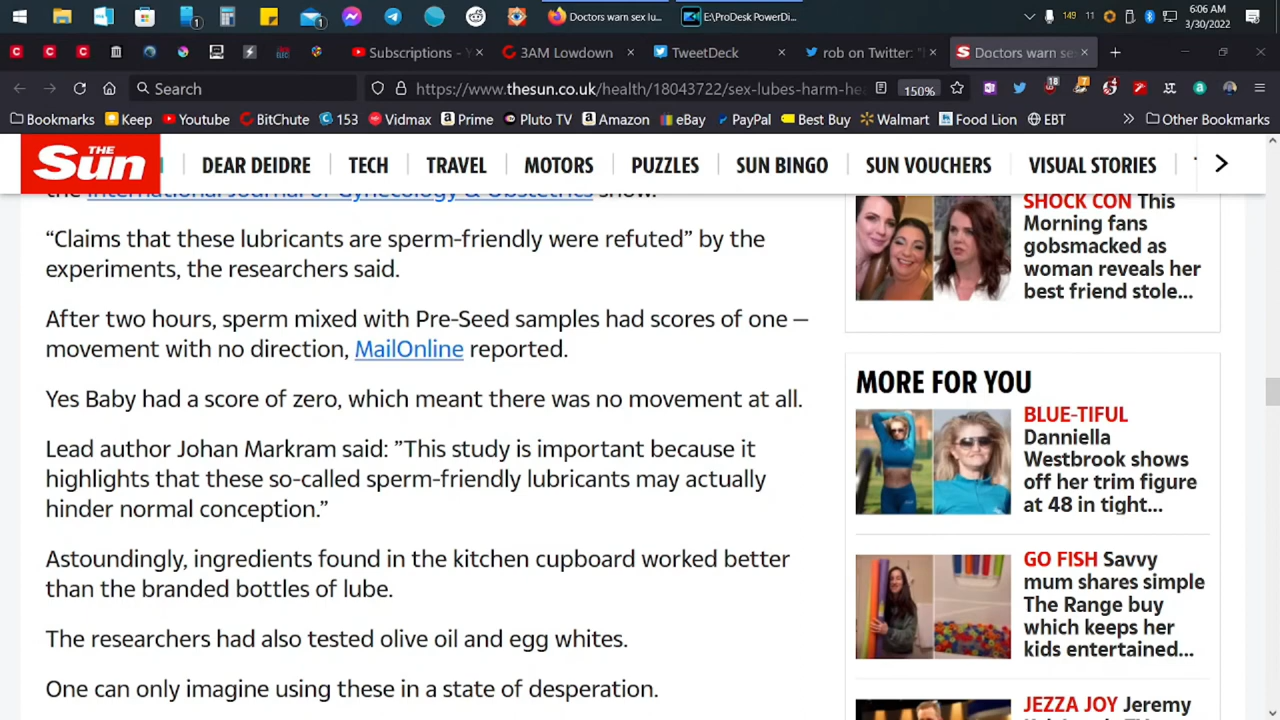 6:06 AM
Doctors warn sex lu...
E:\ProDesk PowerDi...
149
11
3/30/2022
Subscriptions - Y
3AM Lowdown
TweetDeck
rob on Twitter: "
Doctors warn se
Search
https://www.thesun.co.uk/health/18043722/sex-lubes-harm-he
150%
18
7
4
Bookmarks
Keep
Youtube
BitChute
153
Vidmax
Prime
Pluto TV
Amazon
eBay
PayPal
Best Buy
Walmart
Food Lion
EBT
Other Bookmarks
THE
Sun
DEAR DEIDRE
TECH
TRAVEL
MOTORS
PUZZLES
SUN BINGO
SUN VOUCHERS
VISUAL STORIES
the International Journal of Gynecology & Obstetrics show.
“Claims that these lubricants are sperm-friendly were refuted” by the
experiments, the researchers said.
After two hours, sperm mixed with Pre-Seed samples had scores of one –
movement with no direction, MailOnline reported.
Yes Baby had a score of zero, which meant there was no movement at all.
Lead author Johan Markram said: ”This study is important because it
highlights that these so-called sperm-friendly lubricants may actually
hinder normal conception.”
Astoundingly, ingredients found in the kitchen cupboard worked better
than the branded bottles of lube.
The researchers had also tested olive oil and egg whites.
One can only imagine using these in a state of desperation.
SHOCK CON This
Morning fans
gobsmacked as
woman reveals her
best friend stole...
MORE FOR YOU
BLUE-TIFUL
Danniella
Westbrook shows
off her trim figure
at 48 in tight...
GO FISH Savvy
mum shares simple
The Range buy
which keeps her
kids entertained...
JEZZA JOY Jeremy